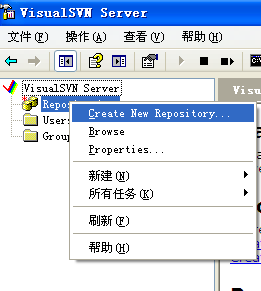 VisualSVN Server
文件(F) 操作(A) 查看(V) 帮助(H)
VisualSVN Server
Repos
Users
Group
Create New Repository...
Browse
Properties...
新建(N)
所有任务(K)
刷新(F)
帮助(H)
Visu